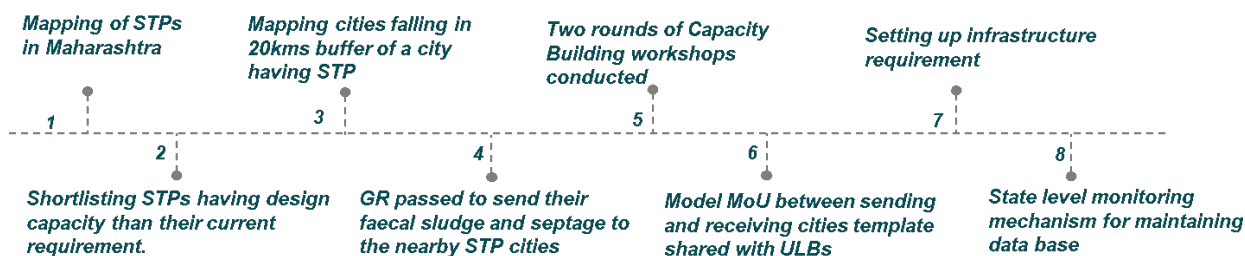 1
Mapping of STPs
in Maharashtra
2
Shortlisting STPs having design
capacity than their current
requirement.
3
Mapping cities falling in
20kms buffer of a city
having STP
4
GR passed to send their
faecal sludge and septage to
the nearby STP cities
5
Two rounds of Capacity
Building workshops
conducted
6
Model MoU between sending
and receiving cities template
shared with ULBs
7
Setting up infrastructure
requirement
8
State level monitoring
mechanism for maintaining
data base